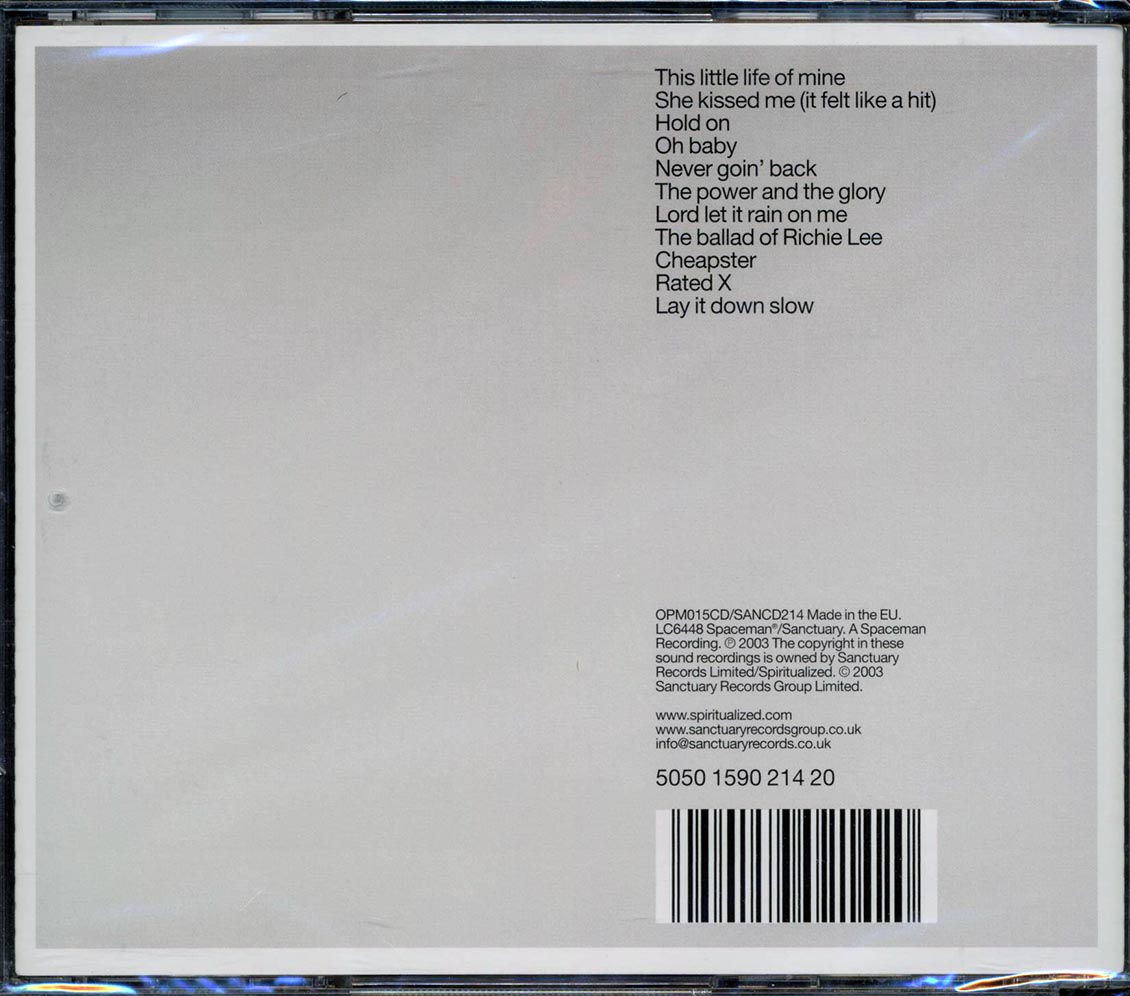 This little life of mine
She kissed me (it felt like a hit)
Hold on
Oh baby
Never goin' back
The power and the glory
Lord let it rain on me
The ballad of Richie Lee
Cheapster
Rated X
Lay it down slow
OPM015CD/SANCD214 Made in the EU.
LC6448 Spaceman®/Sanctuary. A Spaceman
Recording. ℗ 2003 The copyright in these
sound recordings is owned by Sanctuary
Records Limited/Spiritualized. © 2003
Sanctuary Records Group Limited.
www.spiritualized.com
www.sanctuaryrecordsgroup.co.uk
info@sanctuaryrecords.co.uk
5050 1590 214 20